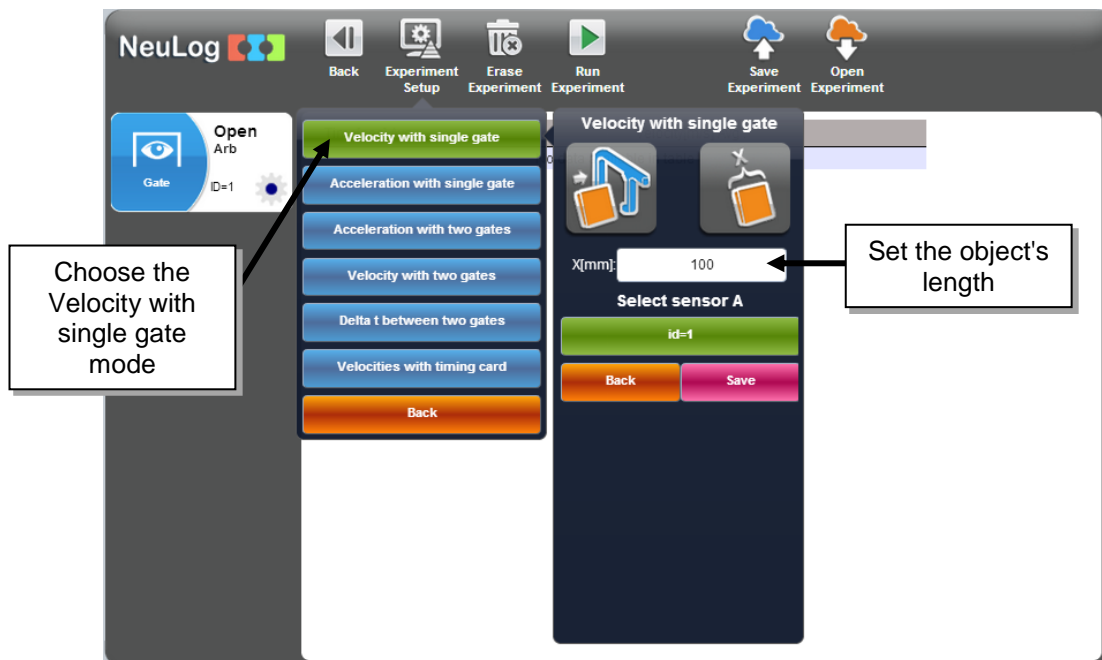 NeuLog
Back
Experiment
Setup
Erase
Experiment
Run
Experiment
Save
Experiment
Open
Experiment
Gate
Open
Arb
ID=1
Velocity with single gate
Acceleration with single gate
Acceleration with two gates
Velocity with two gates
Delta t between two gates
Velocities with timing card
Back
Velocity with single gate
X
X[mm]:
100
Select sensor A
id=1
Back
Save
Choose the
Velocity with
single gate
mode
Set the object's
length